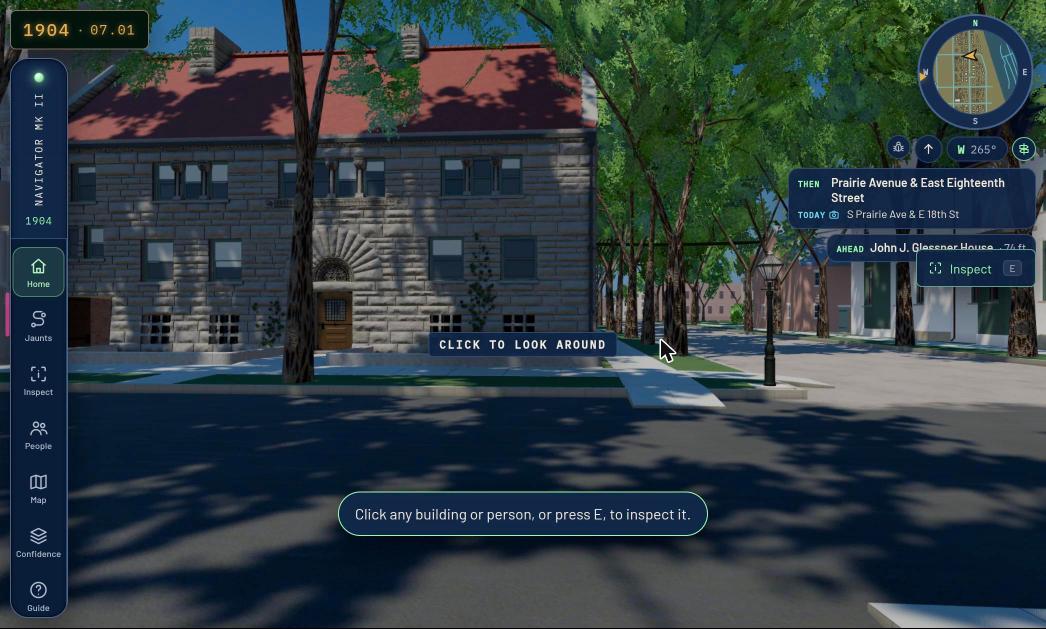 1904 · 07.01
NAVIGATOR MK II
1904
Home
Jaunts
Inspect
People
Map
Confidence
Guide
N
W
E
S
W 265°
THEN Prairie Avenue & East Eighteenth
Street
TODAY S Prairie Ave & E 18th St
AHEAD John J. Glessner House · 74 ft
Inspect E
CLICK TO LOOK AROUND
Click any building or person, or press E, to inspect it.